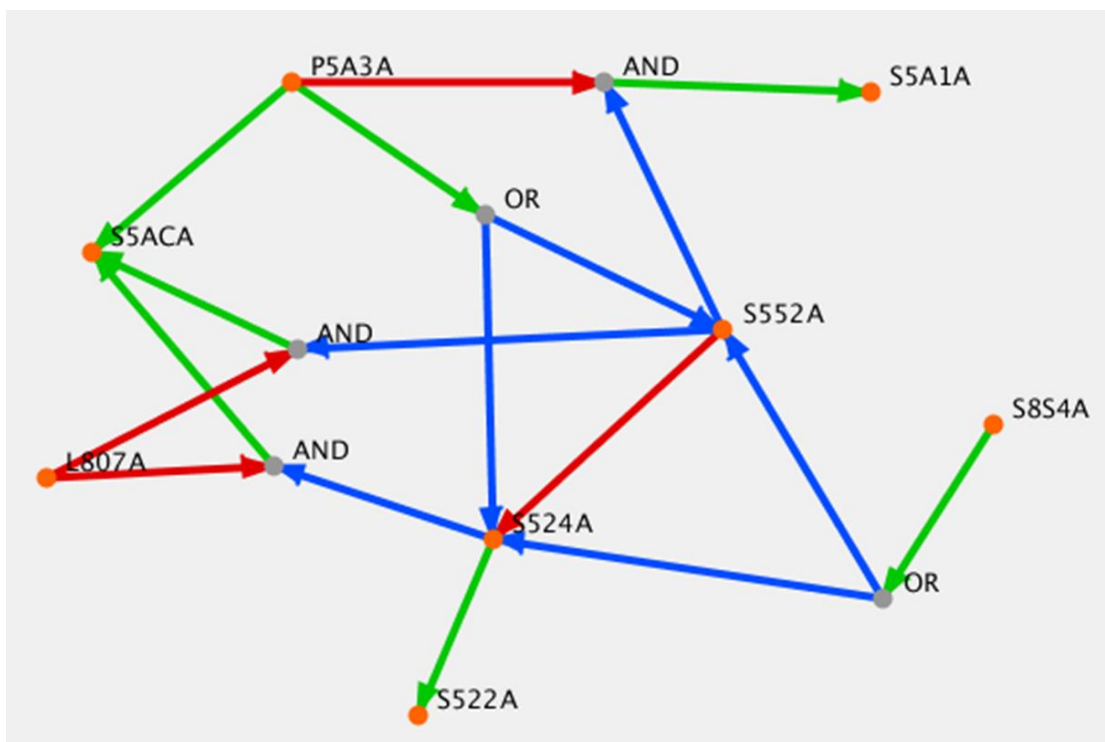 P5A3A
AND
S5A1A
OR
S5ACA
S552A
AND
S8S4A
AND
L807A
S524A
OR
S522A